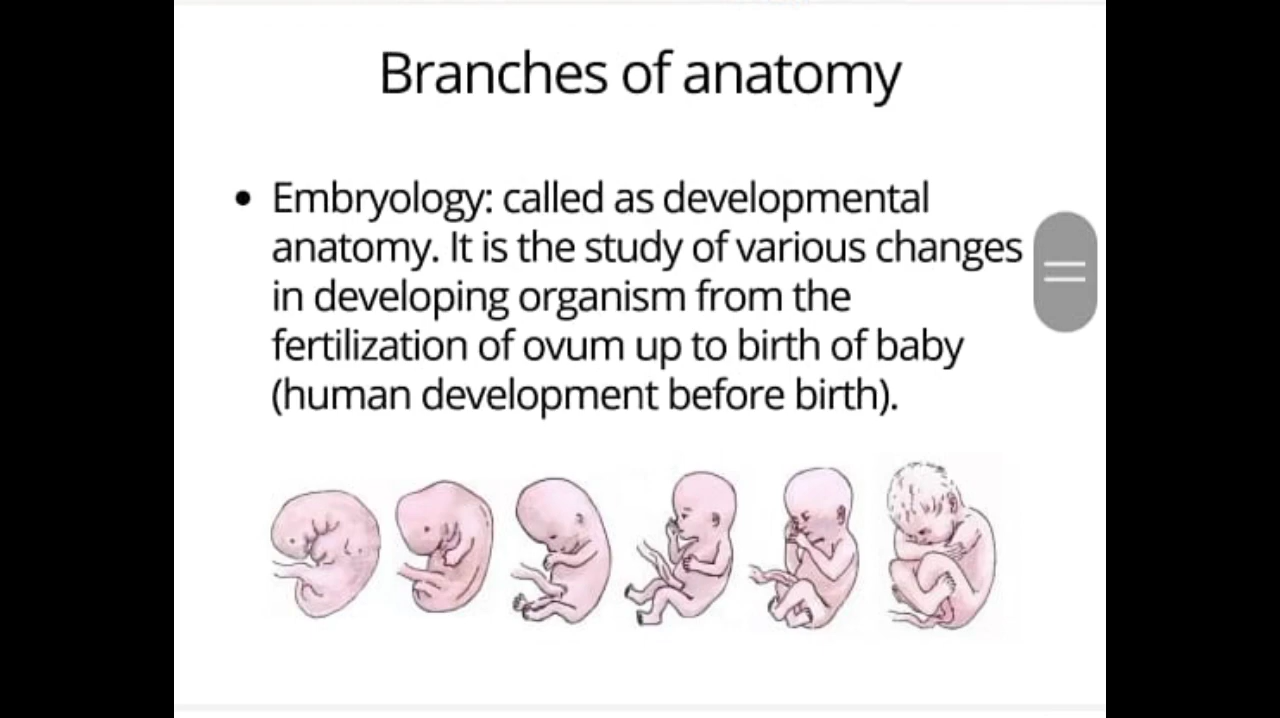 Branches of anatomy
• Embryology: called as developmental
anatomy. It is the study of various changes
in developing organism from the
fertilization of ovum up to birth of baby
(human development before birth).